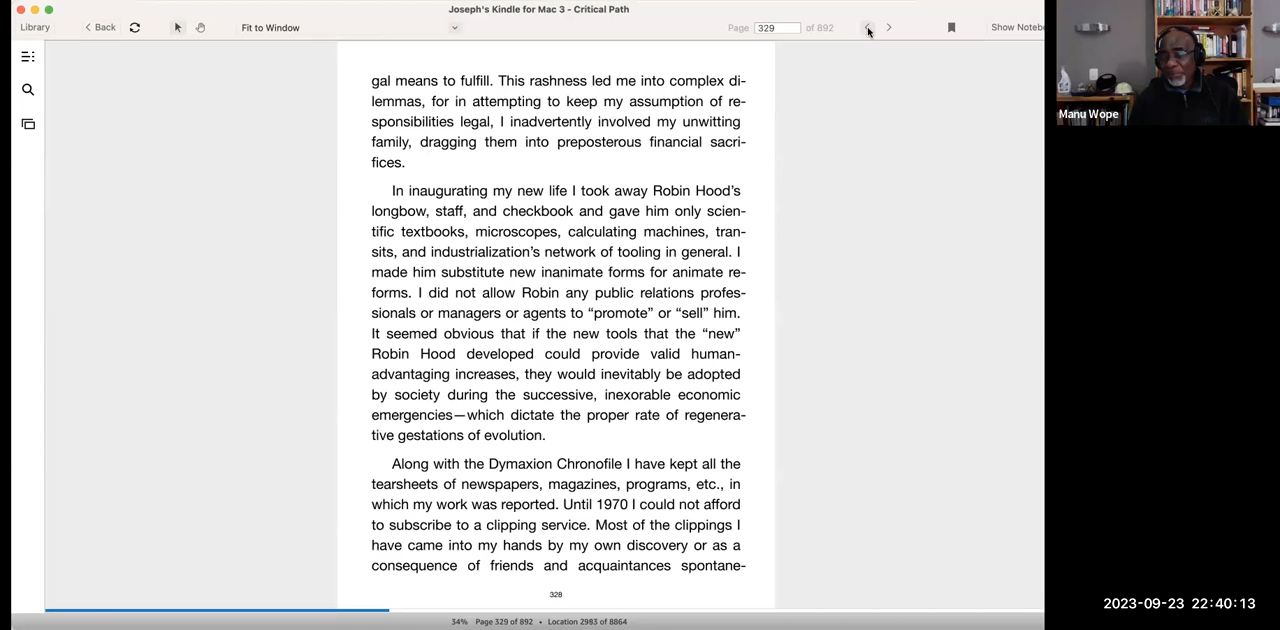 Joseph's Kindle for Mac 3 - Critical Path
Library
Back
Fit to Window
Page 329 of 892
Show Notebo
gal means to fulfill. This rashness led me into complex di-
lemmas, for in attempting to keep my assumption of re-
sponsibilities legal, I inadvertently involved my unwitting
family, dragging them into preposterous financial sacri-
fices.
In inaugurating my new life I took away Robin Hood's
longbow, staff, and checkbook and gave him only scien-
tific textbooks, microscopes, calculating machines, tran-
sits, and industrialization's network of tooling in general. I
made him substitute new inanimate forms for animate re-
forms. I did not allow Robin any public relations profes-
sionals or managers or agents to “promote” or “sell” him.
It seemed obvious that if the new tools that the “new”
Robin Hood developed could provide valid human-
advantaging increases, they would inevitably be adopted
by society during the successive, inexorable economic
emergencies—which dictate the proper rate of regenera-
tive gestations of evolution.
Along with the Dymaxion Chronofile I have kept all the
tearsheets of newspapers, magazines, programs, etc., in
which my work was reported. Until 1970 I could not afford
to subscribe to a clipping service. Most of the clippings I
have came into my hands by my own discovery or as a
consequence of friends and acquaintances spontane-
328
34% Page 329 of 892 • Location 2983 of 8864
Manu Wope
2023-09-23 22:40:13